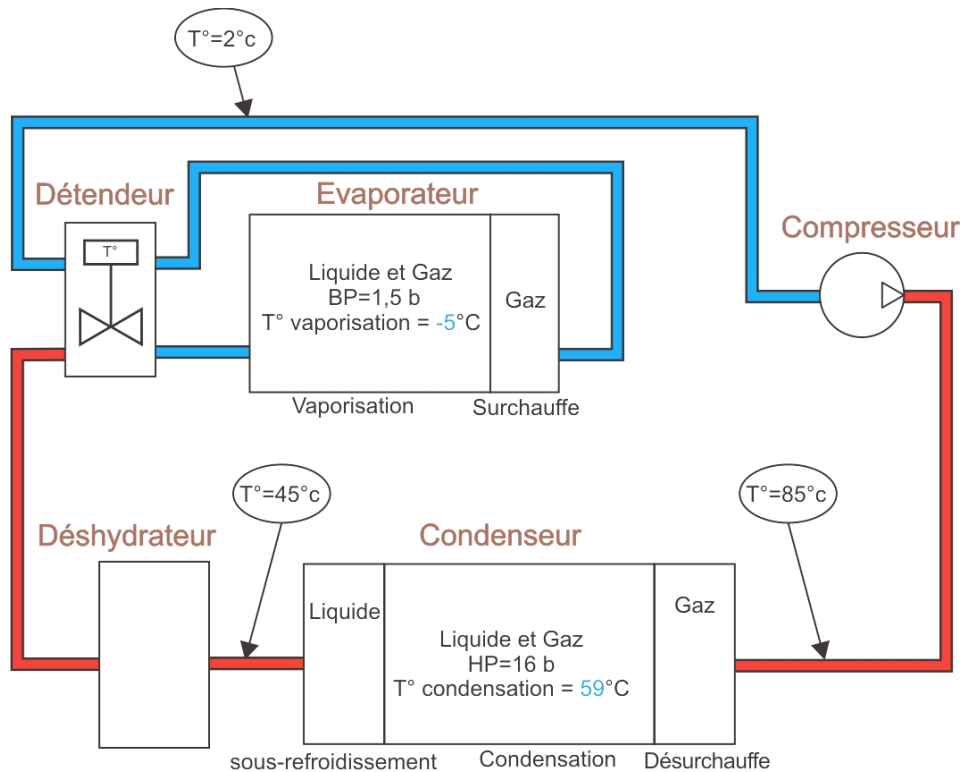 T°=2°c
Détendeur
Evaporateur
Compresseur
T°
Liquide et Gaz
BP=1,5 b
T° vaporisation = -5°C
Gaz
Vaporisation
Surchauffe
T°=45°c
T°=85°c
Déshydrateur
Condenseur
Liquide
Gaz
Liquide et Gaz
HP=16 b
T° condensation = 59°C
sous-refroidissement
Condensation
Désurchauffe